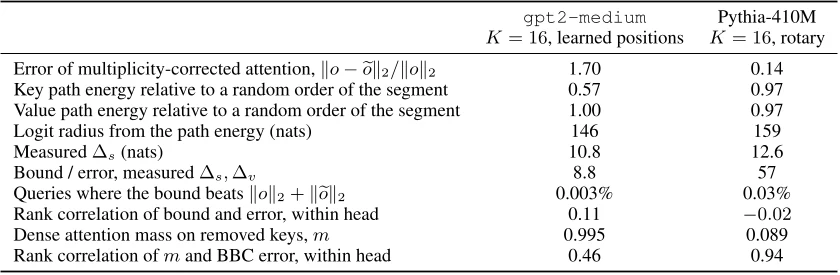 gpt2-medium Pythia-410M
K = 16, learned positions K = 16, rotary
Error of multiplicity-corrected attention, ‖o − õ‖₂/‖o‖₂ 1.70 0.14
Key path energy relative to a random order of the segment 0.57 0.97
Value path energy relative to a random order of the segment 1.00 0.97
Logit radius from the path energy (nats) 146 159
Measured Δₛ (nats) 10.8 12.6
Bound / error, measured Δₛ, Δᵥ 8.8 57
Queries where the bound beats ‖o‖₂ + ‖õ‖₂ 0.003% 0.03%
Rank correlation of bound and error, within head 0.11 −0.02
Dense attention mass on removed keys, m 0.995 0.089
Rank correlation of m and BBC error, within head 0.46 0.94